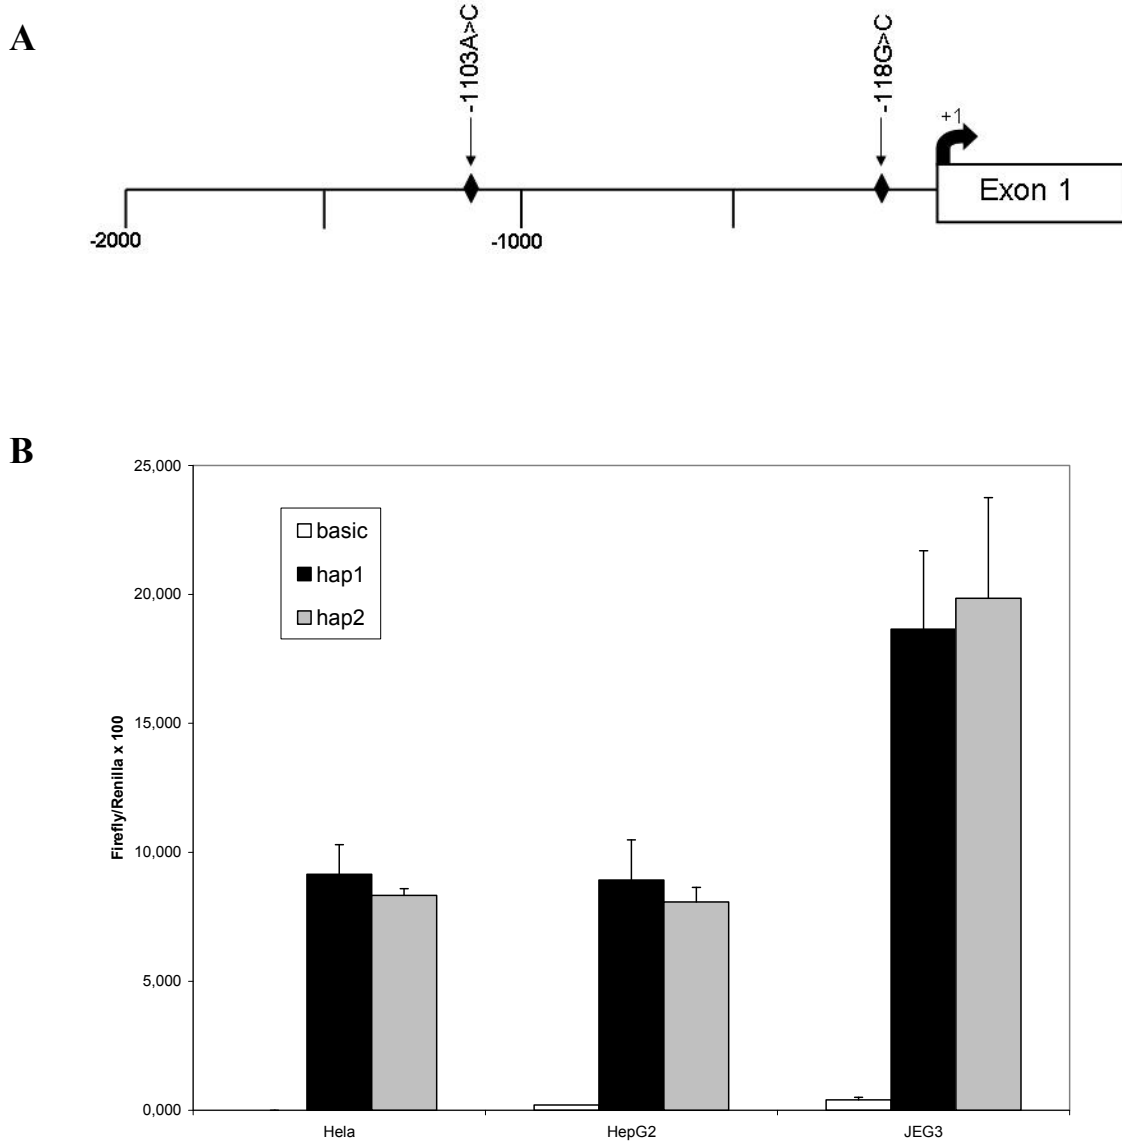 A
-1103A>C
-118G>C
+1
Exon 1
-2000
-1000
B
25,000
20,000
15,000
10,000
5,000
0,000
Firefly/Renilla x 100
basic
hap1
hap2
Hela
HepG2
JEG3